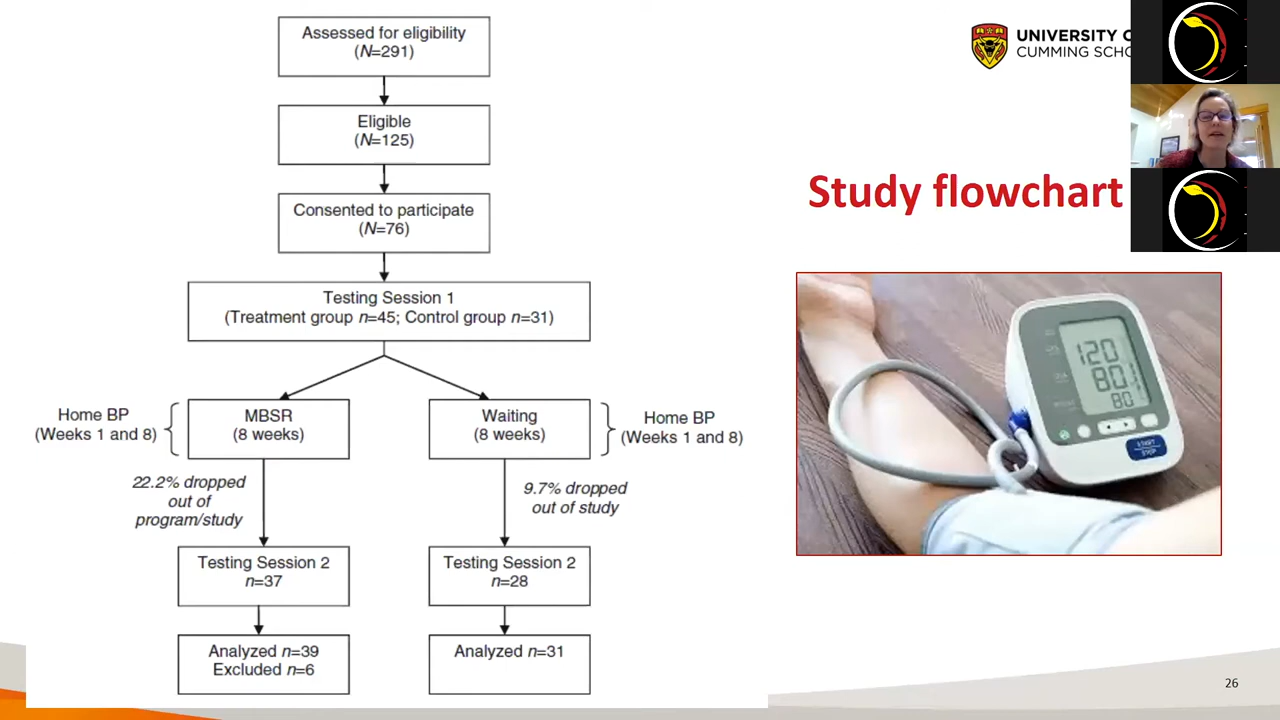 Assessed for eligibility
(N=291)
Eligible
(N=125)
Consented to participate
(N=76)
Testing Session 1
(Treatment group n=45; Control group n=31)
Home BP
(Weeks 1 and 8)
MBSR
(8 weeks)
Waiting
(8 weeks)
Home BP
(Weeks 1 and 8)
22.2% dropped
out of
program/study
9.7% dropped
out of study
Testing Session 2
n=37
Testing Session 2
n=28
Analyzed n=39
Excluded n=6
Analyzed n=31
UNIVERSITY
CUMMING
Study flowchart
120
80
80
START
STOP
26